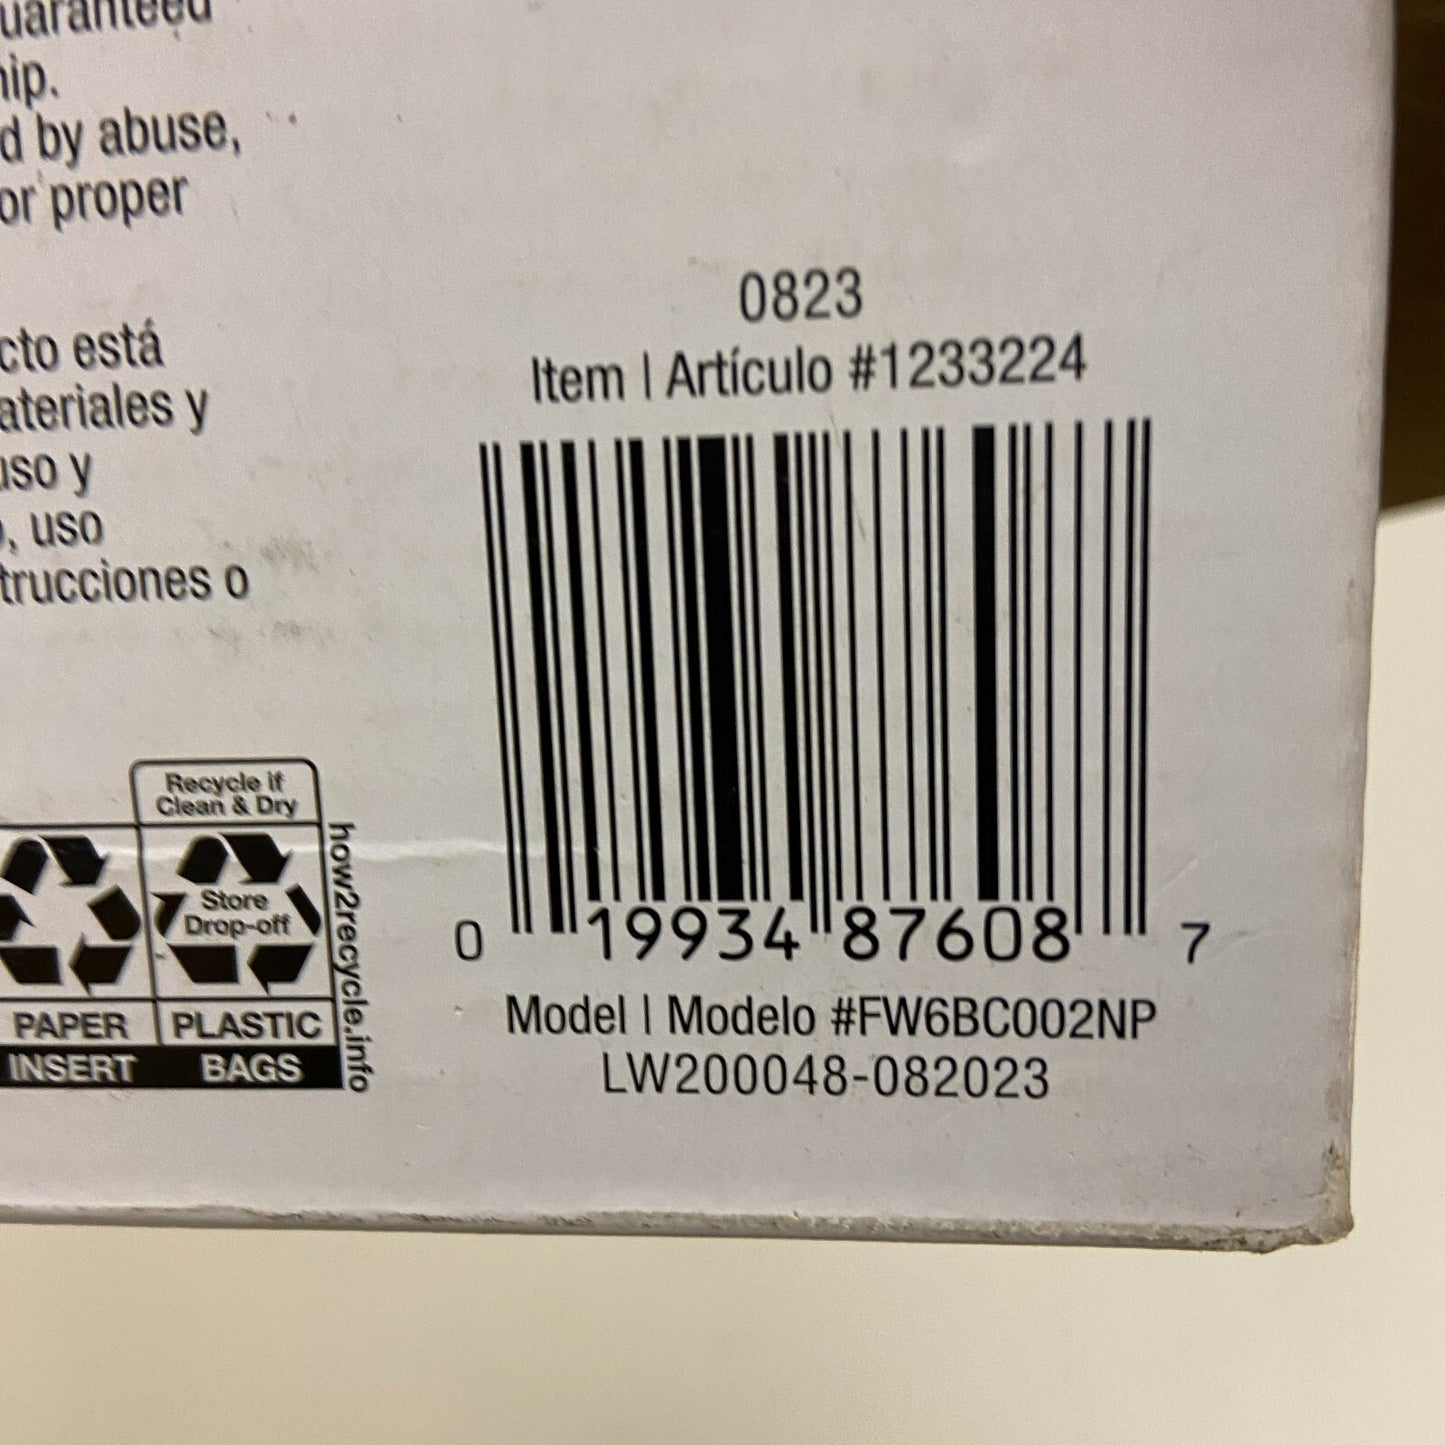 uaranteed
hip.
d by abuse,
or proper
cto está
ateriales y
uso y
o, uso
trucciones o
0823
Item | Artículo #1233224
0 19934 87608 7
Model | Modelo #FW6BC002NP
LW200048-082023
Recycle if
Clean & Dry
Store
Drop-off
PAPER PLASTIC
INSERT BAGS
how2recycle.info